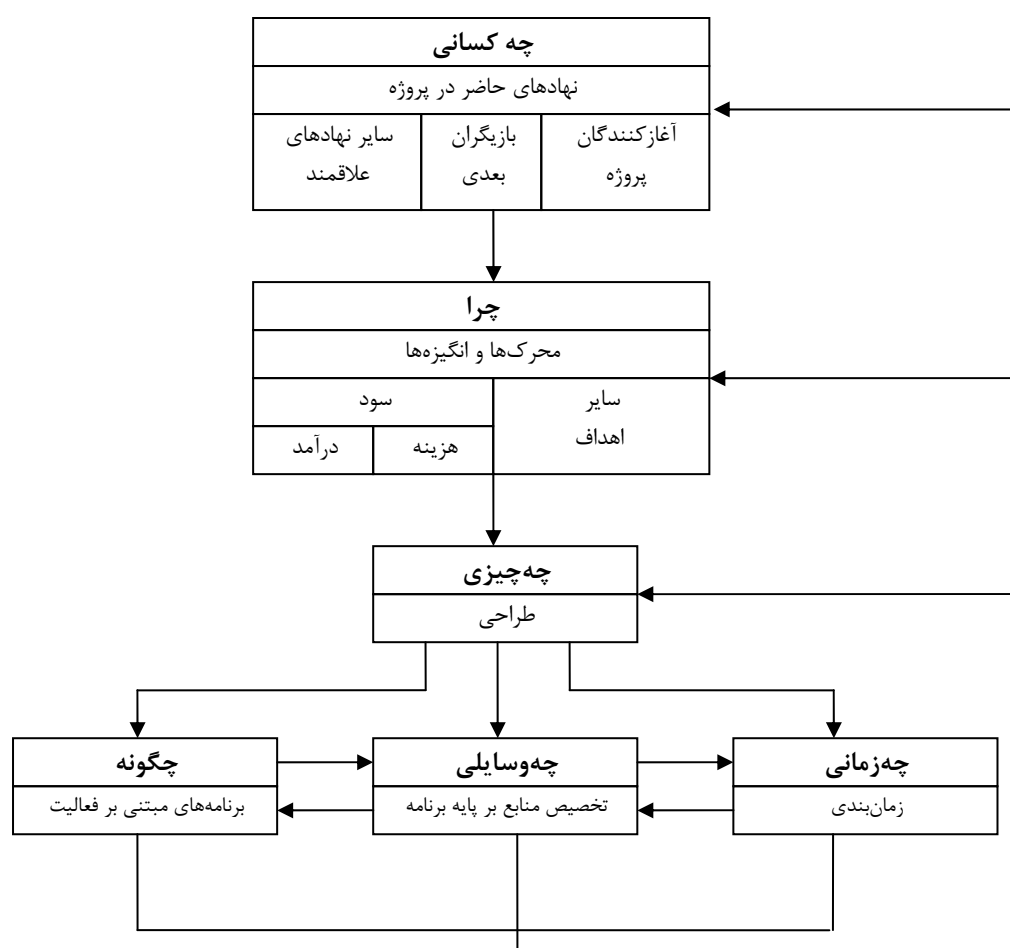 چه کسانی
نهادهای حاضر در پروژه
آغازکنندگان
پروژه
بازیگران
بعدی
سایر نهادهای
علاقمند
چرا
محرک‌ها و انگیزه‌ها
سایر
اهداف
سود
هزینه
درآمد
چه‌چیزی
طراحی
چه‌زمانی
زمان‌بندی
چه‌وسایلی
تخصیص منابع بر پایه برنامه
چگونه
برنامه‌های مبتنی بر فعالیت